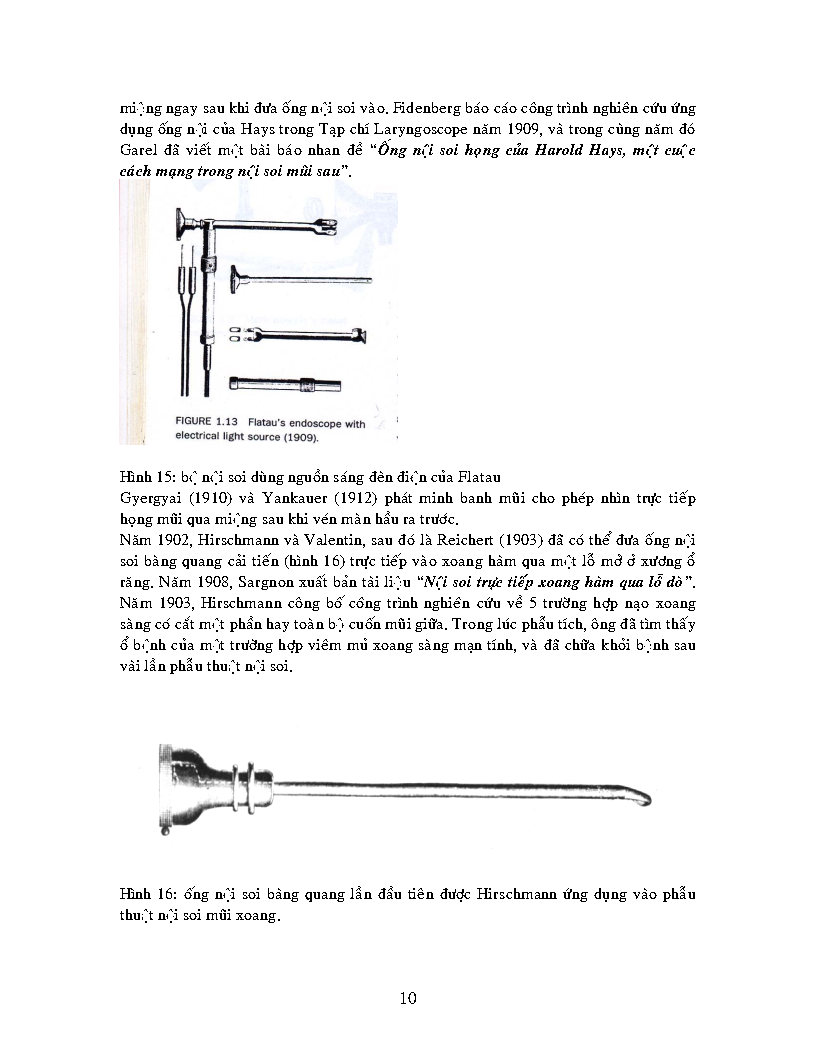 miệng ngay sau khi đưa ống nội soi vào. Fidenberg báo cáo công trình nghiên cứu ứng
dụng ống nội của Hays trong Tạp chí Laryngoscope năm 1909, và trong cùng năm đó
Garel đã viết một bài báo nhan đề “Ống nội soi họng của Harold Hays, một cuộc
cách mạng trong nội soi mũi sau”.
FIGURE 1.13 Flatau's endoscope with
electrical light source (1909).
Hình 15: bộ nội soi dùng nguồn sáng đèn điện của Flatau
Gyergyai (1910) và Yankauer (1912) phát minh banh mũi cho phép nhìn trực tiếp
họng mũi qua miệng sau khi vén màn hầu ra trước.
Năm 1902, Hirschmann và Valentin, sau đó là Reichert (1903) đã có thể đưa ống nội
soi bàng quang cải tiến (hình 16) trực tiếp vào xoang hàm qua một lỗ mở ở xương ổ
răng. Năm 1908, Sargnon xuất bản tài liệu “Nội soi trực tiếp xoang hàm qua lỗ dò”.
Năm 1903, Hirschmann công bố công trình nghiên cứu về 5 trường hợp nạo xoang
sàng có cắt một phần hay toàn bộ cuốn mũi giữa. Trong lúc phẫu tích, ông đã tìm thấy
ổ bệnh của một trường hợp viêm mủ xoang sàng mạn tính, và đã chữa khỏi bệnh sau
vài lần phẫu thuật nội soi.
Hình 16: ống nội soi bàng quang lần đầu tiên được Hirschmann ứng dụng vào phẫu
thuật nội soi mũi xoang.
10